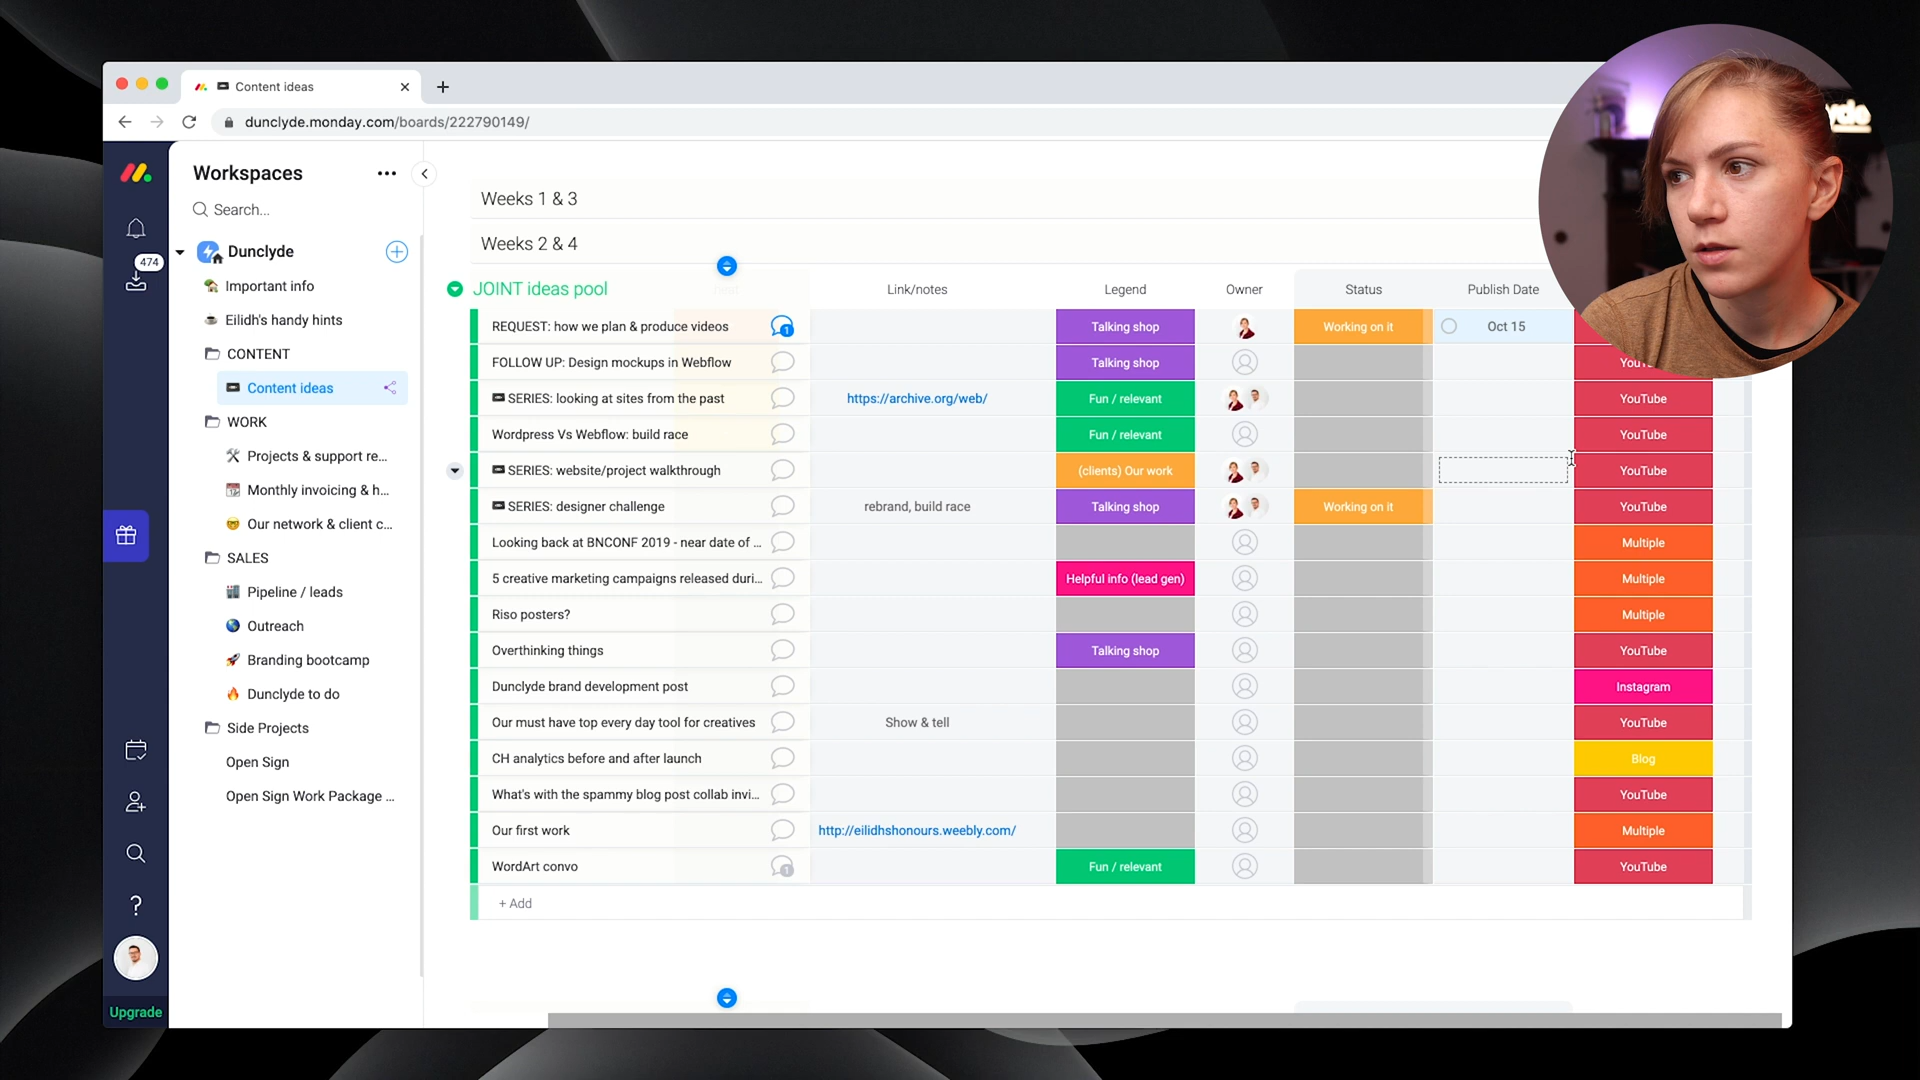 Content ideas
dunclyde.monday.com/boards/222790149/
Workspaces
Search...
474
Dunclyde
Important info
Eilidh's handy hints
CONTENT
Content ideas
WORK
Projects & support re...
Monthly invoicing & h...
Our network & client c...
SALES
Pipeline / leads
Outreach
Branding bootcamp
Dunclyde to do
Side Projects
Open Sign
Open Sign Work Package ...
Upgrade
Weeks 1 & 3
Weeks 2 & 4
JOINT ideas pool Link/notes Legend Owner Status Publish Date
REQUEST: how we plan & produce videos 1 Talking shop Working on it Oct 15
FOLLOW UP: Design mockups in Webflow Talking shop
SERIES: looking at sites from the past https://archive.org/web/ Fun / relevant YouTube
Wordpress Vs Webflow: build race Fun / relevant YouTube
SERIES: website/project walkthrough (clients) Our work YouTube
SERIES: designer challenge rebrand, build race Talking shop Working on it YouTube
Looking back at BNCONF 2019 - near date of ... Multiple
5 creative marketing campaigns released duri... Helpful info (lead gen) Multiple
Riso posters? Multiple
Overthinking things Talking shop YouTube
Dunclyde brand development post Instagram
Our must have top every day tool for creatives Show & tell YouTube
CH analytics before and after launch Blog
What's with the spammy blog post collab invi... YouTube
Our first work http://eilidhshonours.weebly.com/ Multiple
WordArt convo 1 Fun / relevant YouTube
+ Add